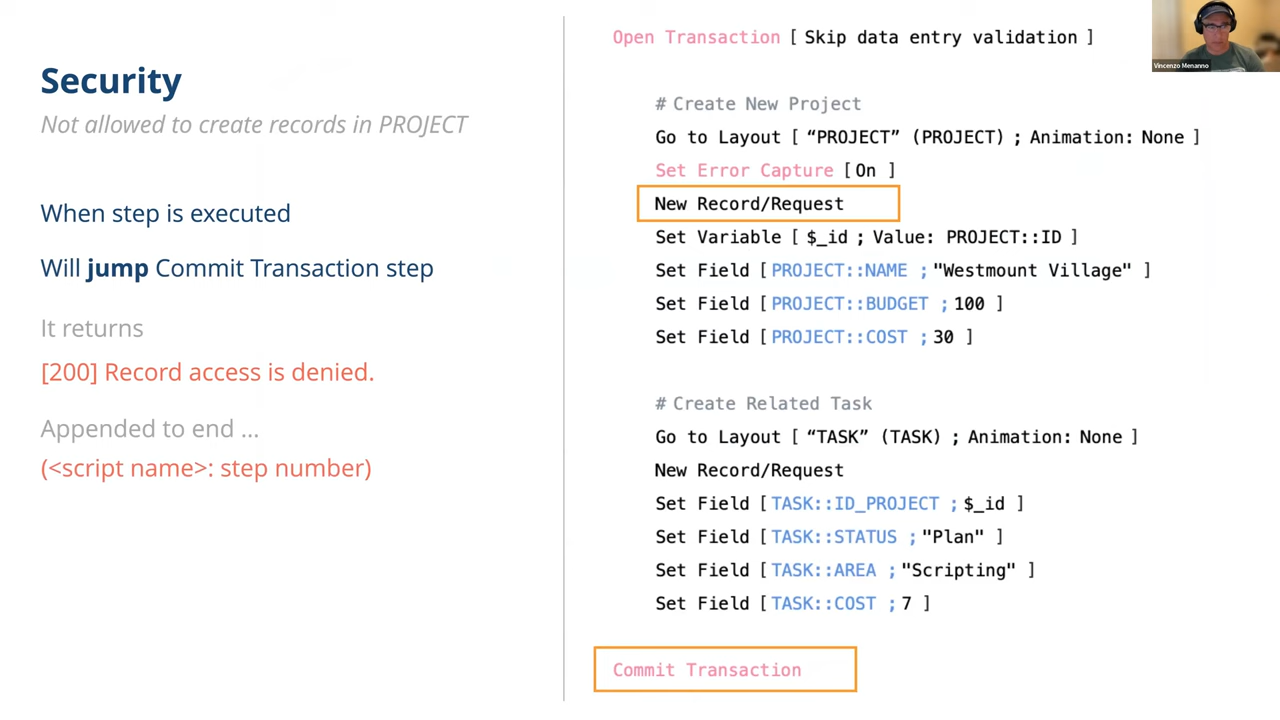 Security
Not allowed to create records in PROJECT
When step is executed
Will jump Commit Transaction step
It returns
[200] Record access is denied.
Appended to end ...
(<script name>: step number)
Open Transaction [ Skip data entry validation ]
# Create New Project
Go to Layout [ “PROJECT” (PROJECT) ; Animation: None ]
Set Error Capture [ On ]
New Record/Request
Set Variable [ $_id ; Value: PROJECT::ID ]
Set Field [ PROJECT::NAME ; "Westmount Village" ]
Set Field [ PROJECT::BUDGET ; 100 ]
Set Field [ PROJECT::COST ; 30 ]
# Create Related Task
Go to Layout [ “TASK” (TASK) ; Animation: None ]
New Record/Request
Set Field [ TASK::ID_PROJECT ; $_id ]
Set Field [ TASK::STATUS ; "Plan" ]
Set Field [ TASK::AREA ; "Scripting" ]
Set Field [ TASK::COST ; 7 ]
Commit Transaction
Vincenzo Menanno